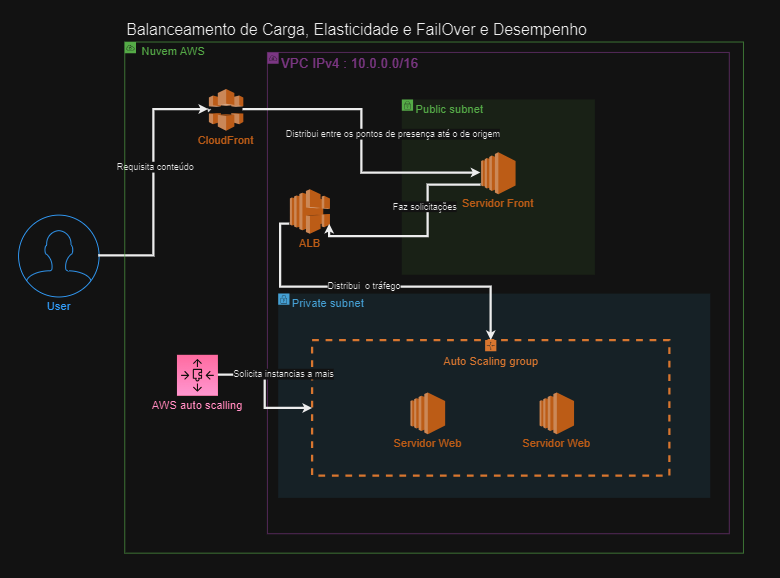 Balanceamento de Carga, Elasticidade e FailOver e Desempenho
Nuvem AWS
VPC IPv4 : 10.0.0.0/16
Public subnet
CloudFront
Distribui entre os pontos de presença até o de origem
Requisita conteúdo
Servidor Front
Faz solicitações
ALB
User
Distribui o tráfego
Private subnet
Auto Scaling group
Solicita instancias a mais
AWS auto scalling
Servidor Web
Servidor Web